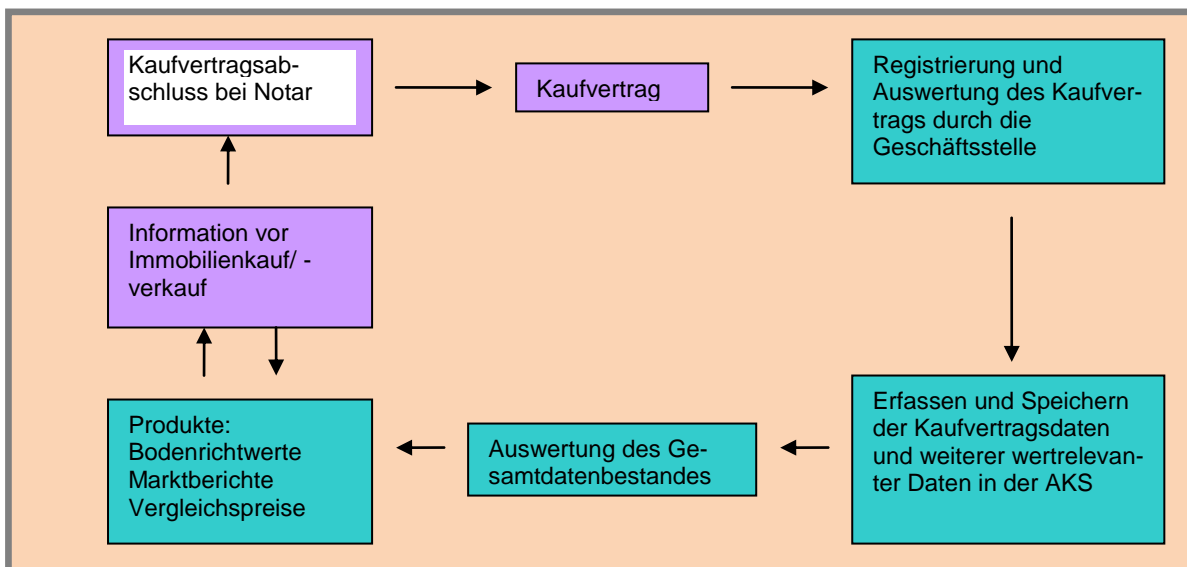 Kaufvertragsab-
schluss bei Notar
Kaufvertrag
Registrierung und
Auswertung des Kaufver-
trags durch die
Geschäftsstelle
Information vor
Immobilienkauf/ -
verkauf
Produkte:
Bodenrichtwerte
Marktberichte
Vergleichspreise
Auswertung des Ge-
samtdatenbestandes
Erfassen und Speichern
der Kaufvertragsdaten
und weiterer wertrelevan-
ter Daten in der AKS